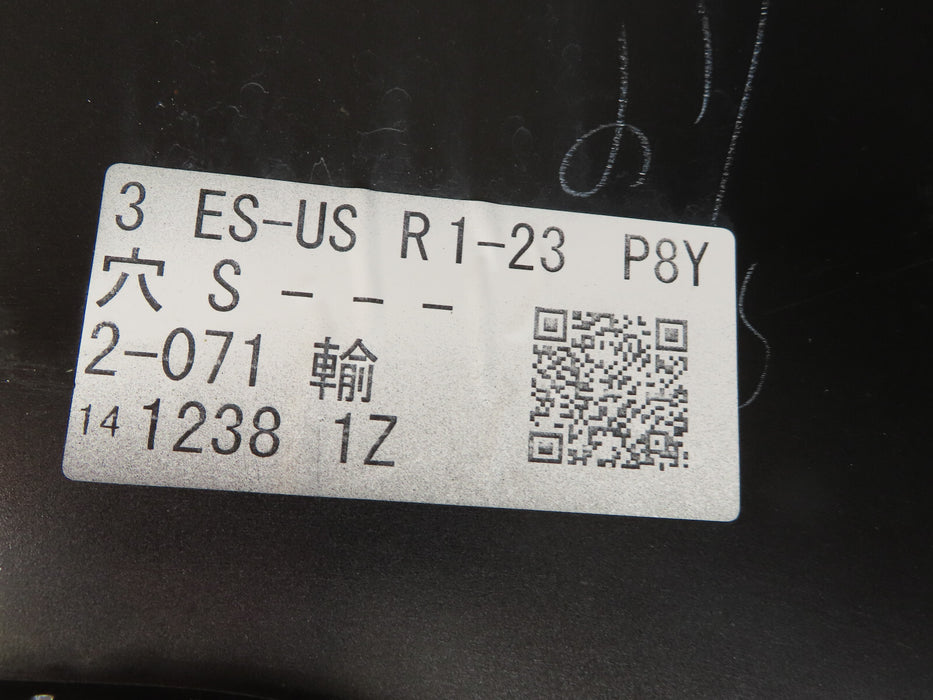 3 ES-US R1-23 P8Y
穴 S - - -
2-071 輸
14 1238 1Z